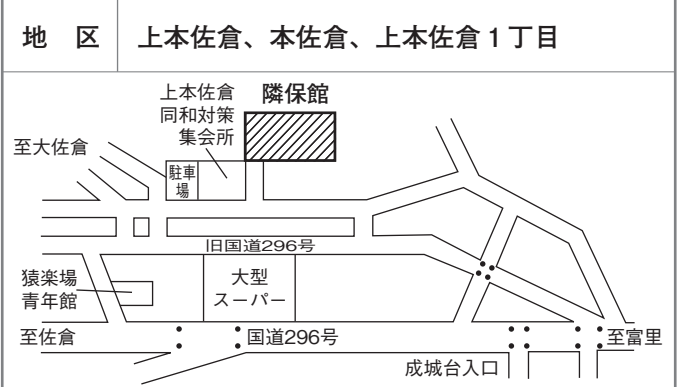 地　区　上本佐倉、本佐倉、上本佐倉１丁目
上本佐倉
同和対策
集会所
隣保館
至大佐倉
駐車
場
旧国道296号
猿楽場
青年館
大型
スーパー
至佐倉
国道296号
至富里
成城台入口